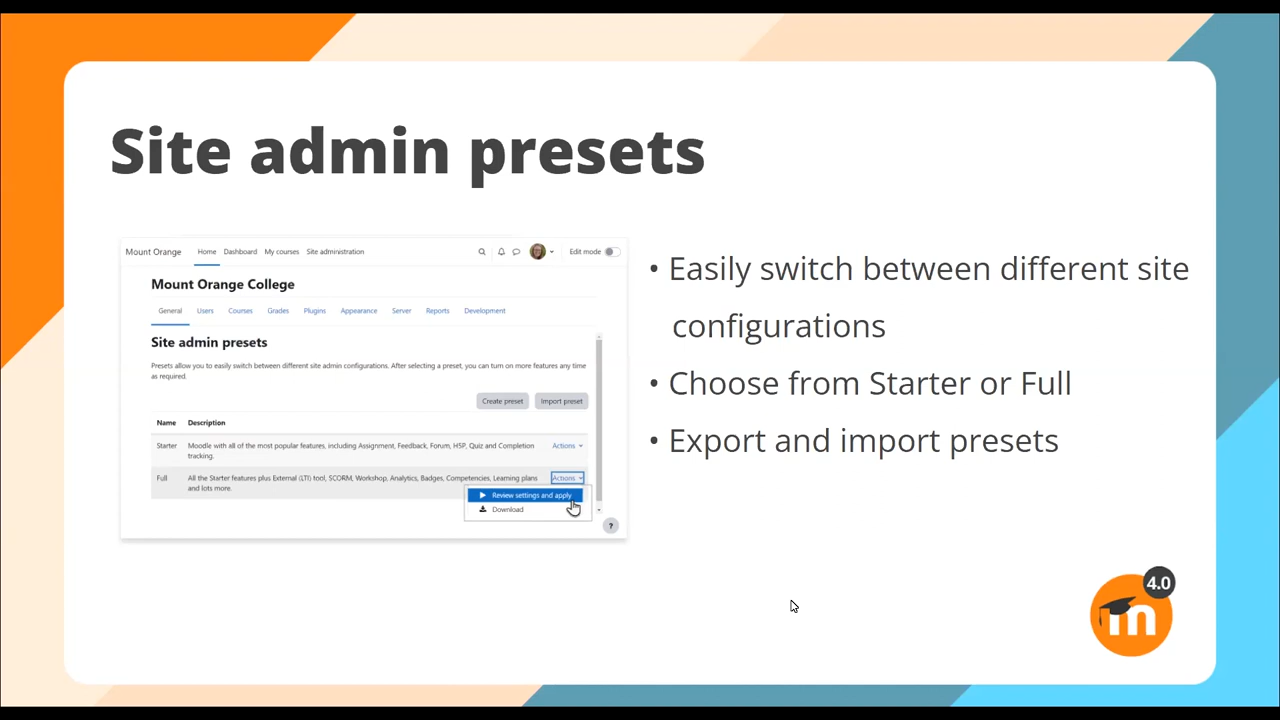 Site admin presets
Mount Orange Home Dashboard My courses Site administration Edit mode
Mount Orange College
General Users Courses Grades Plugins Appearance Server Reports Development
Site admin presets
Presets allow you to easily switch between different site admin configurations. After selecting a preset, you can turn on more features any time
as required.
Create preset Import preset
Name Description
Starter Moodle with all of the most popular features, including Assignment, Feedback, Forum, H5P, Quiz and Completion Actions
tracking.
Full All the Starter features plus External (LTI) tool, SCORM, Workshop, Analytics, Badges, Competencies, Learning plans Actions
and lots more.
Review settings and apply
Download
?
• Easily switch between different site
configurations
• Choose from Starter or Full
• Export and import presets
4.0
m